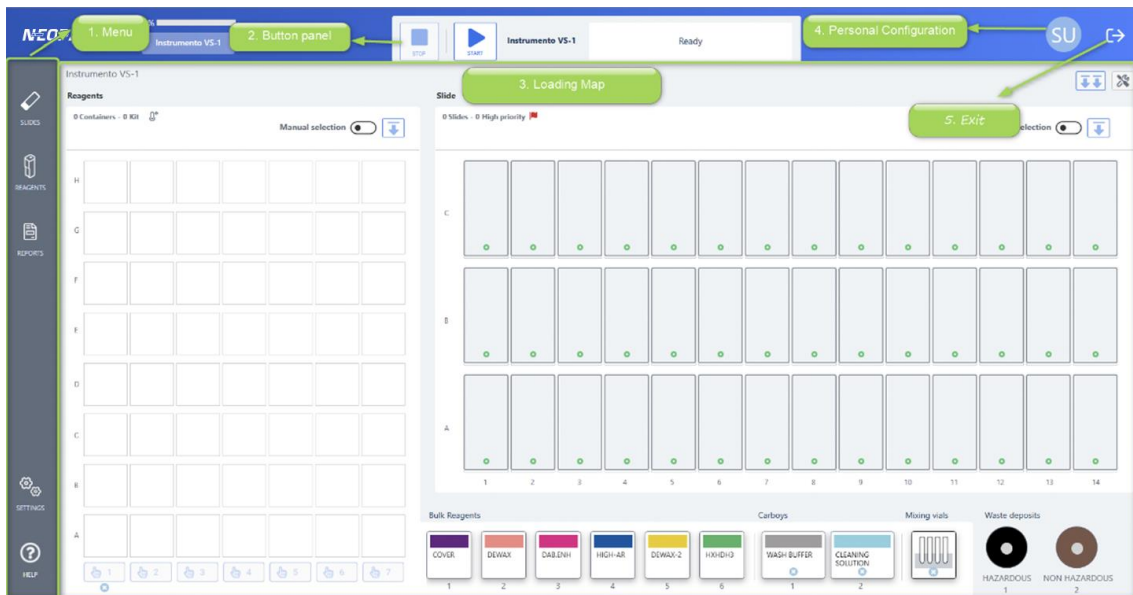 1. Menu
%
Instrumento VS-1
2. Button panel
STOP
START
Instrumento VS-1
Ready
4. Personal Configuration
SU
Instrumento VS-1
3. Loading Map
5. Exit
Reagents
Slide
0 Containers - 0 Kit
Manual selection
0 Slides - 0 High priority
election
SLIDES
REAGENTS
REPORTS
SETTINGS
HELP
H
G
F
E
D
C
B
A
1 2 3 4 5 6 7
C
B
A
1 2 3 4 5 6 7 8 9 10 11 12 13 14
Bulk Reagents
Carboys
Mixing vials
Waste deposits
COVER
DEWAX
DAB.ENH
HIGH-AR
DEWAX-2
HXHDH3
WASH BUFFER
CLEANING
SOLUTION
HAZARDOUS
NON HAZARDOUS
1 2 3 4 5 6 1 2 1 2